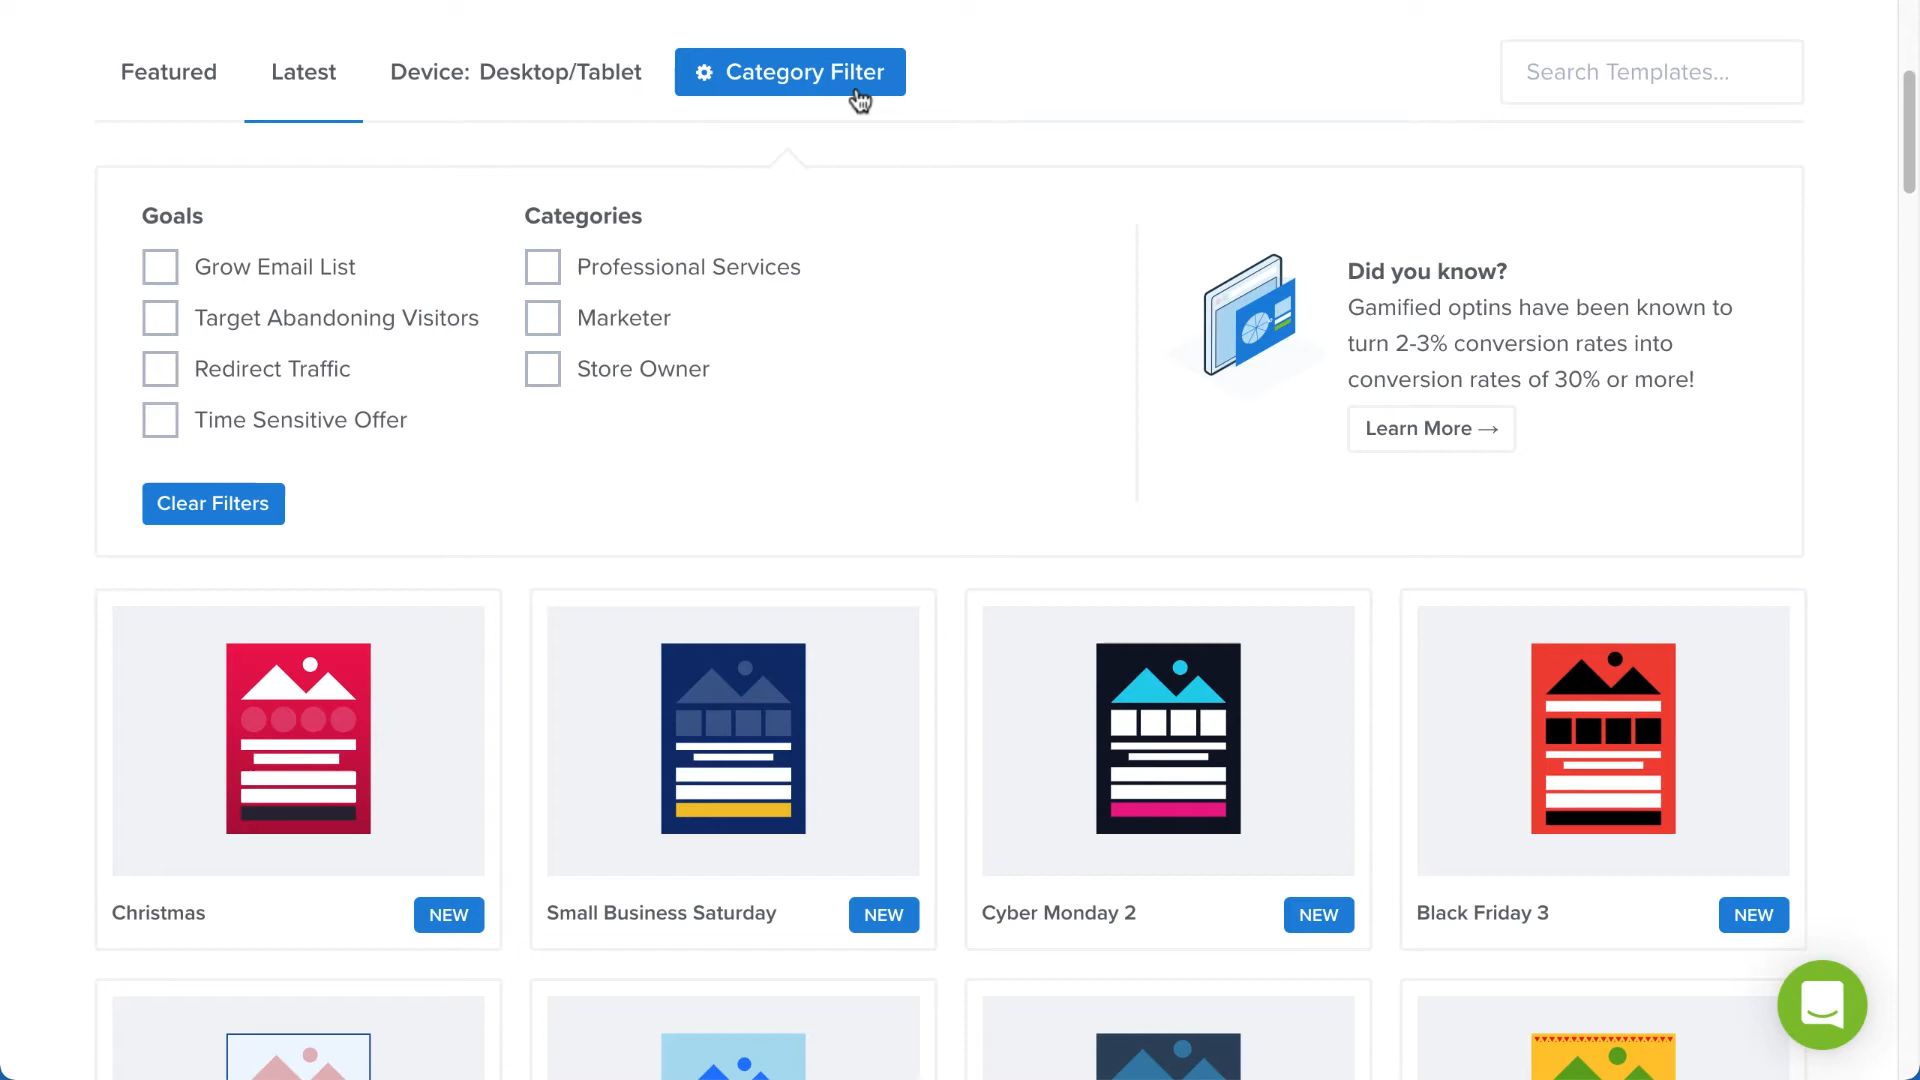 Featured
Latest
Device: Desktop/Tablet
Category Filter
Search Templates...
Goals
Grow Email List
Target Abandoning Visitors
Redirect Traffic
Time Sensitive Offer
Clear Filters
Categories
Professional Services
Marketer
Store Owner
Did you know?
Gamified optins have been known to
turn 2-3% conversion rates into
conversion rates of 30% or more!
Learn More →
Christmas
NEW
Small Business Saturday
NEW
Cyber Monday 2
NEW
Black Friday 3
NEW